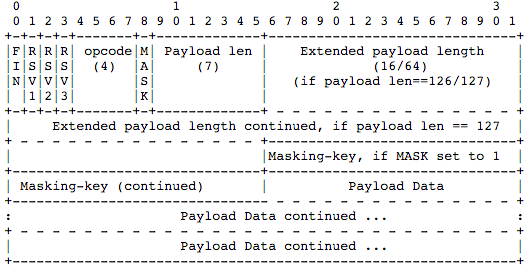 0                   1                   2                   3
 0 1 2 3 4 5 6 7 8 9 0 1 2 3 4 5 6 7 8 9 0 1 2 3 4 5 6 7 8 9 0 1
+-+-+-+-+-------+-+-------------+-------------------------------+
|F|R|R|R| opcode|M| Payload len |    Extended payload length    |
|I|S|S|S|  (4)  |A|     (7)     |             (16/64)           |
|N|V|V|V|       |S|             |   (if payload len==126/127)   |
| |1|2|3|       |K|             |                               |
+-+-+-+-+-------+-+-------------+ - - - - - - - - - - - - - - - +
|     Extended payload length continued, if payload len == 127  |
+ - - - - - - - - - - - - - - - +-------------------------------+
|                               |Masking-key, if MASK set to 1  |
+-------------------------------+-------------------------------+
| Masking-key (continued)       |          Payload Data         |
+-------------------------------- - - - - - - - - - - - - - - - +
:                     Payload Data continued ...                :
+ - - - - - - - - - - - - - - - - - - - - - - - - - - - - - - - +
|                     Payload Data continued ...                |
+---------------------------------------------------------------+